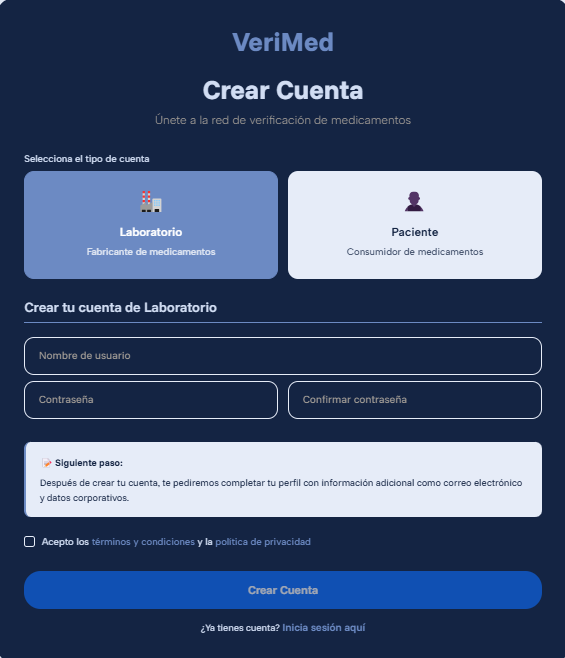 VeriMed
Crear Cuenta
Únete a la red de verificación de medicamentos
Selecciona el tipo de cuenta
Laboratorio
Fabricante de medicamentos
Paciente
Consumidor de medicamentos
Crear tu cuenta de Laboratorio
Nombre de usuario
Contraseña
Confirmar contraseña
Siguiente paso:
Después de crear tu cuenta, te pediremos completar tu perfil con información adicional como correo electrónico
y datos corporativos.
Acepto los términos y condiciones y la política de privacidad
Crear Cuenta
¿Ya tienes cuenta? Inicia sesión aquí